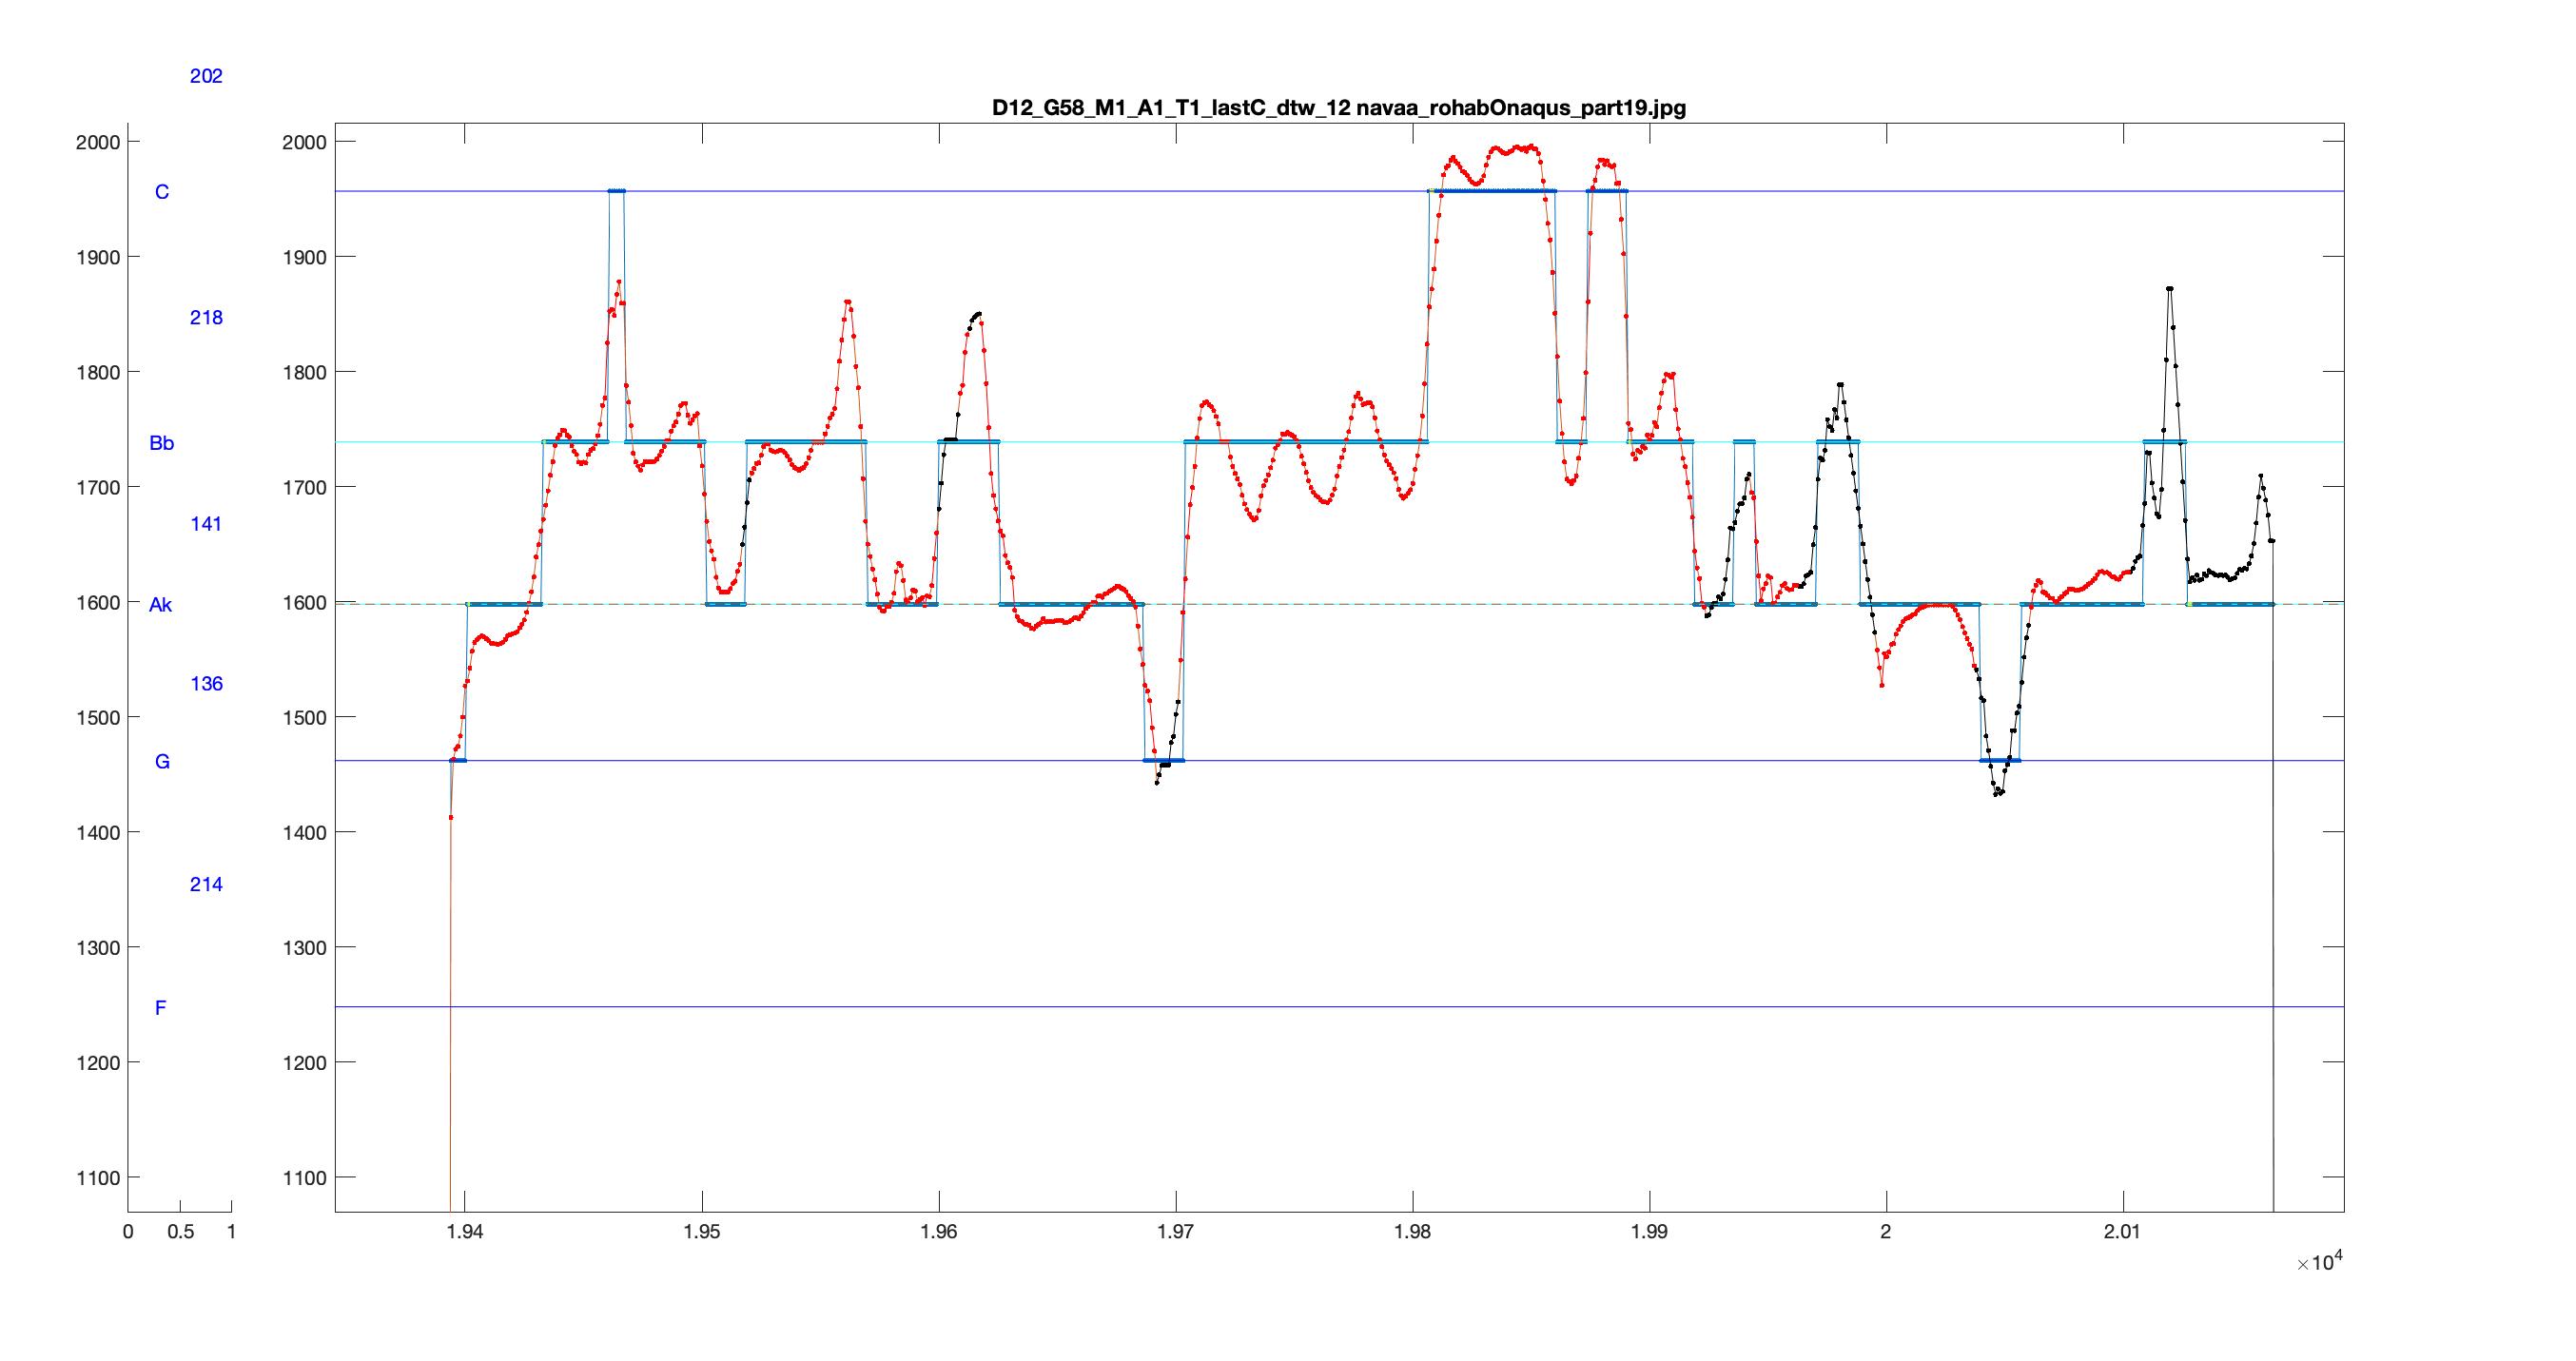 202
D12_G58_M1_A1_T1_lastC_dtw_12 navaa_rohabOnaqus_part19.jpg
2000 2000
C
1900 1900
218
1800 1800
Bb
1700 1700
141
1600 Ak 1600
136
1500 1500
G
1400 1400
214
1300 1300
F
1200 1200
1100 1100
0 0.5 1 1.94 1.95 1.96 1.97 1.98 1.99 2 2.01
×10⁴